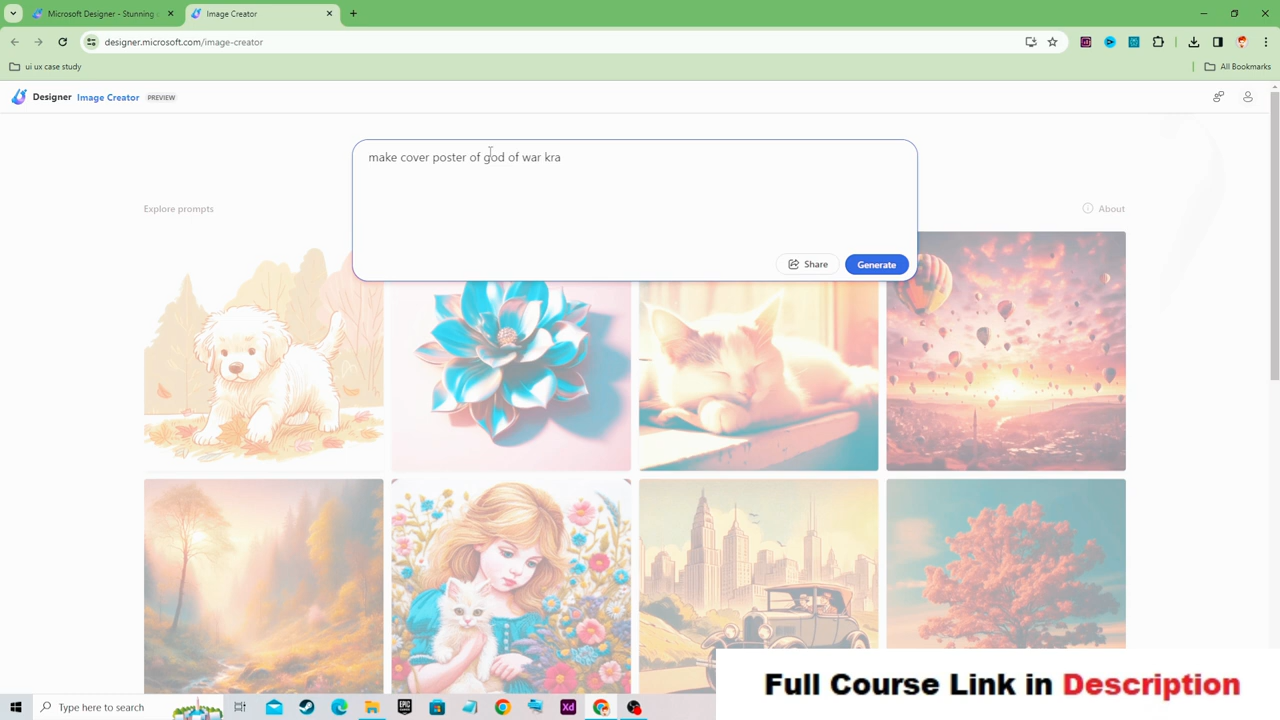 Microsoft Designer - Stunning
Image Creator
designer.microsoft.com/image-creator
ui ux case study
All Bookmarks
Designer Image Creator PREVIEW
make cover poster of god of war kra
Share
Generate
Explore prompts
About
Full Course Link in Description
Type here to search
EPIC
Xd